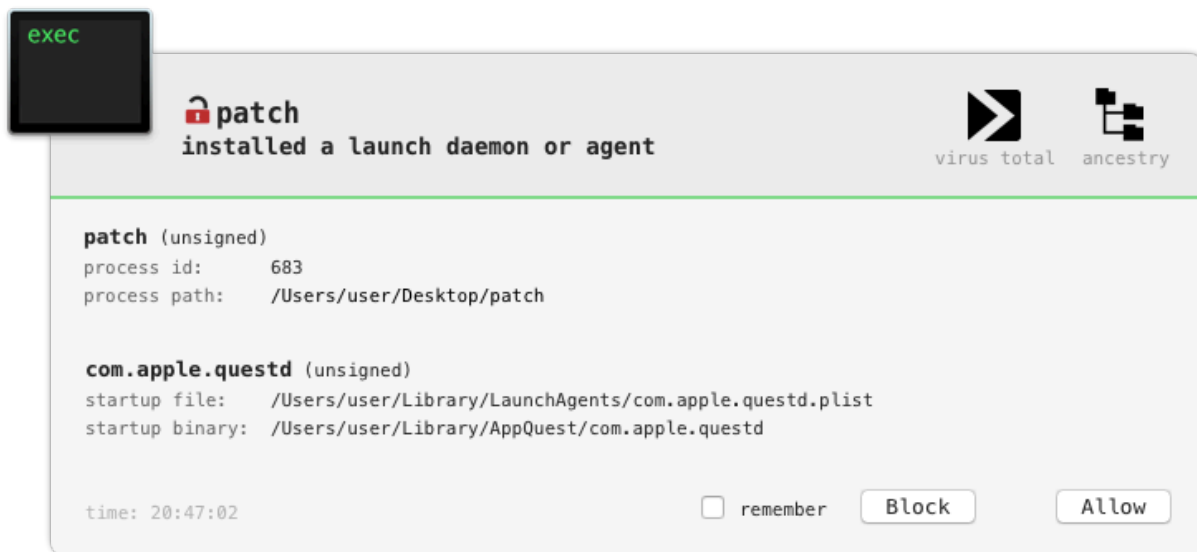 exec
patch
installed a launch daemon or agent
virus total
ancestry
patch (unsigned)
process id: 683
process path: /Users/user/Desktop/patch
com.apple.questd (unsigned)
startup file: /Users/user/Library/LaunchAgents/com.apple.questd.plist
startup binary: /Users/user/Library/AppQuest/com.apple.questd
time: 20:47:02
remember
Block
Allow